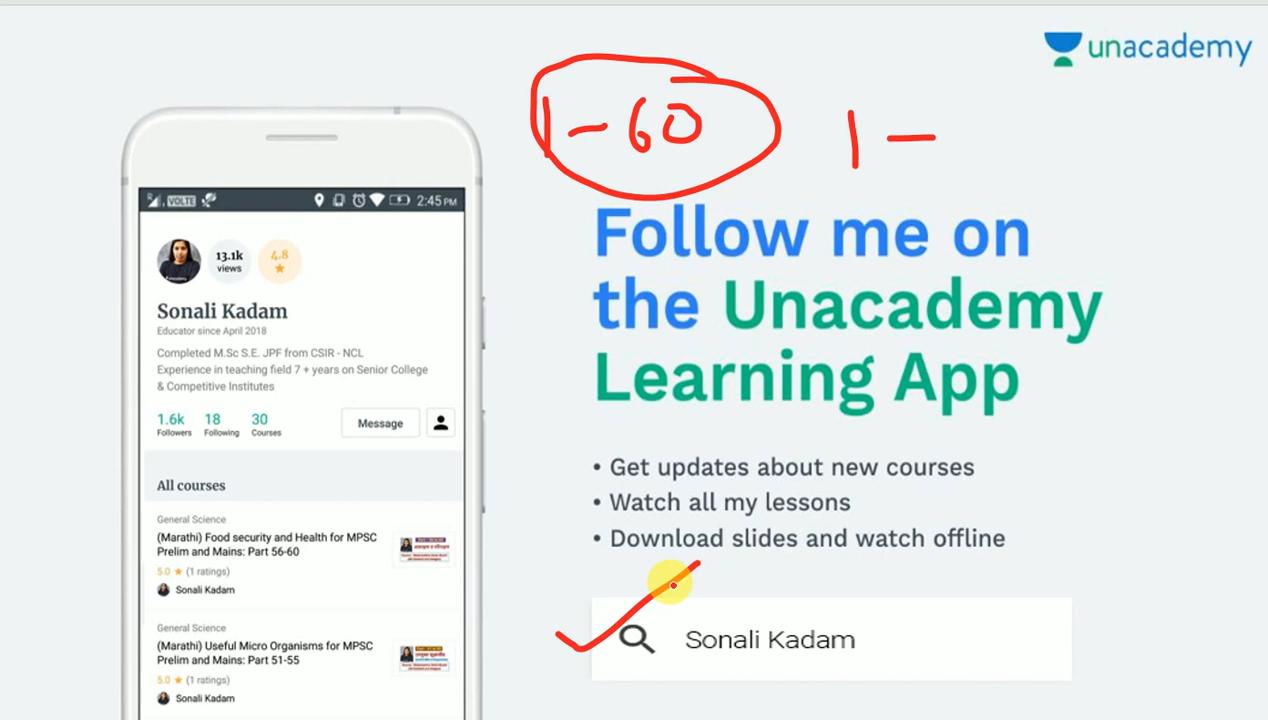 unacademy
1-60 1-
Follow me on
the Unacademy
Learning App
• Get updates about new courses
• Watch all my lessons
• Download slides and watch offline
Sonali Kadam
VOLTE 2:45 PM
13.1k
views
4.8
Sonali Kadam
Educator since April 2018
Completed M.Sc S.E. JPF from CSIR - NCL
Experience in teaching field 7 + years on Senior College
& Competitive Institutes
1.6k 18 30
Followers Following Courses
Message
All courses
General Science
(Marathi) Food security and Health for MPSC
Prelim and Mains: Part 56-60
5.0 ★ (1 ratings)
Sonali Kadam
General Science
(Marathi) Useful Micro Organisms for MPSC
Prelim and Mains: Part 51-55
5.0 ★ (1 ratings)
Sonali Kadam